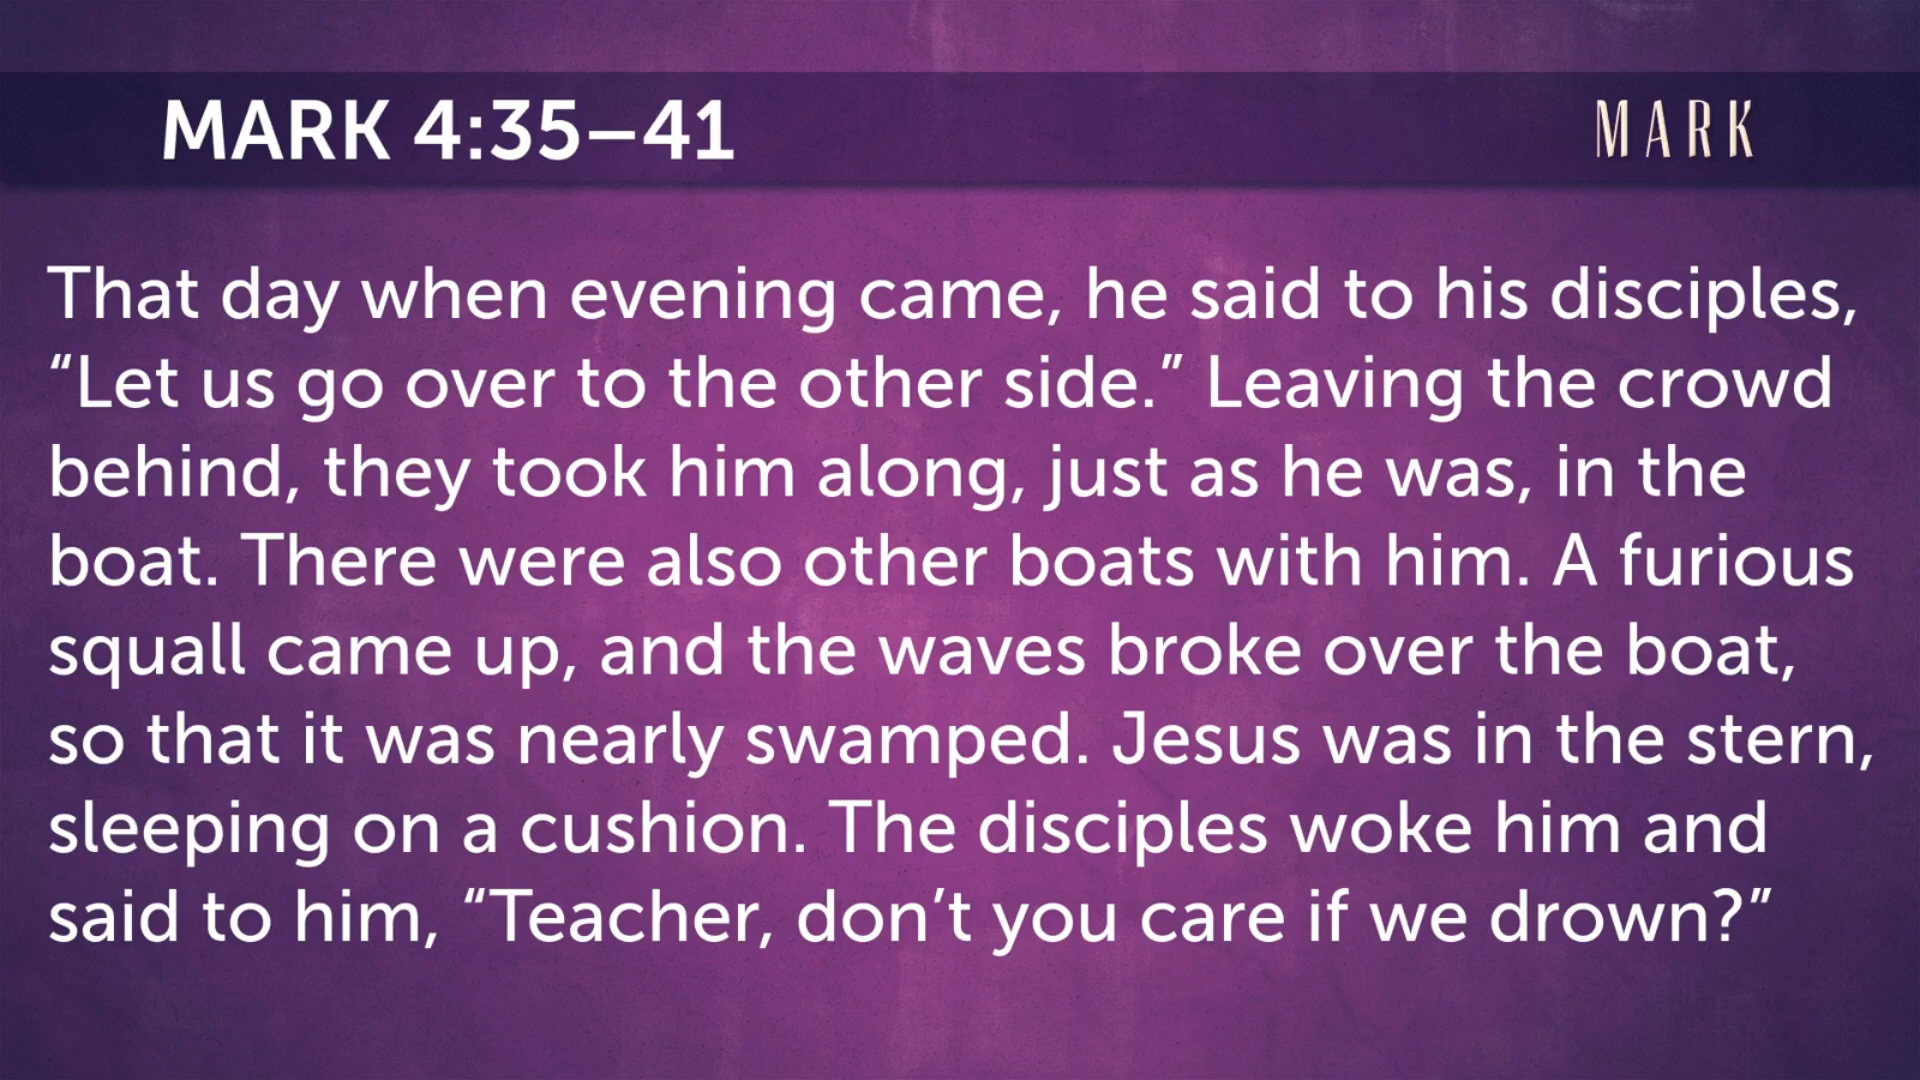 MARK 4:35–41
MARK
That day when evening came, he said to his disciples,
“Let us go over to the other side.” Leaving the crowd
behind, they took him along, just as he was, in the
boat. There were also other boats with him. A furious
squall came up, and the waves broke over the boat,
so that it was nearly swamped. Jesus was in the stern,
sleeping on a cushion. The disciples woke him and
said to him, “Teacher, don’t you care if we drown?”